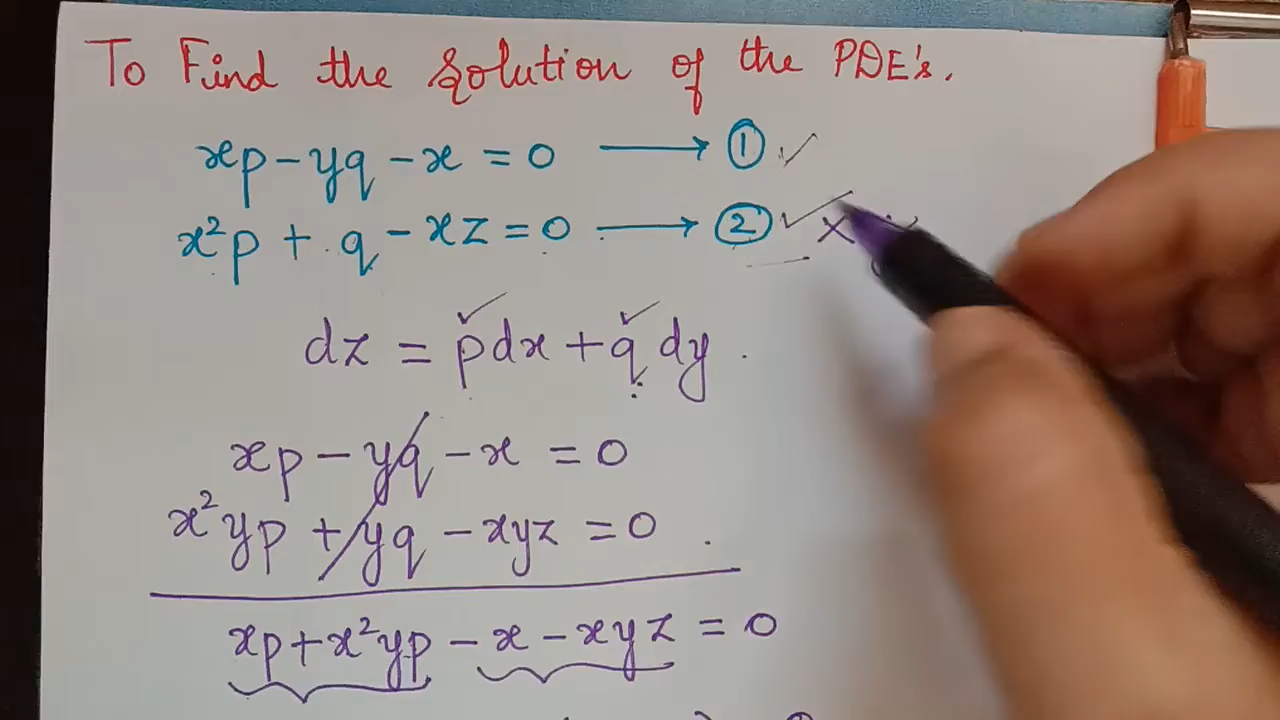 To Find the solution of the PDE's.
xp - yq - x = 0 ⟶ ① ✓
x²p + q - xz = 0 ⟶ ② ✓ ×
dz = pdx + q dy .
xp - yq - x = 0
x²yp + yq - xyz = 0
xp + x²yp - x - xyz = 0